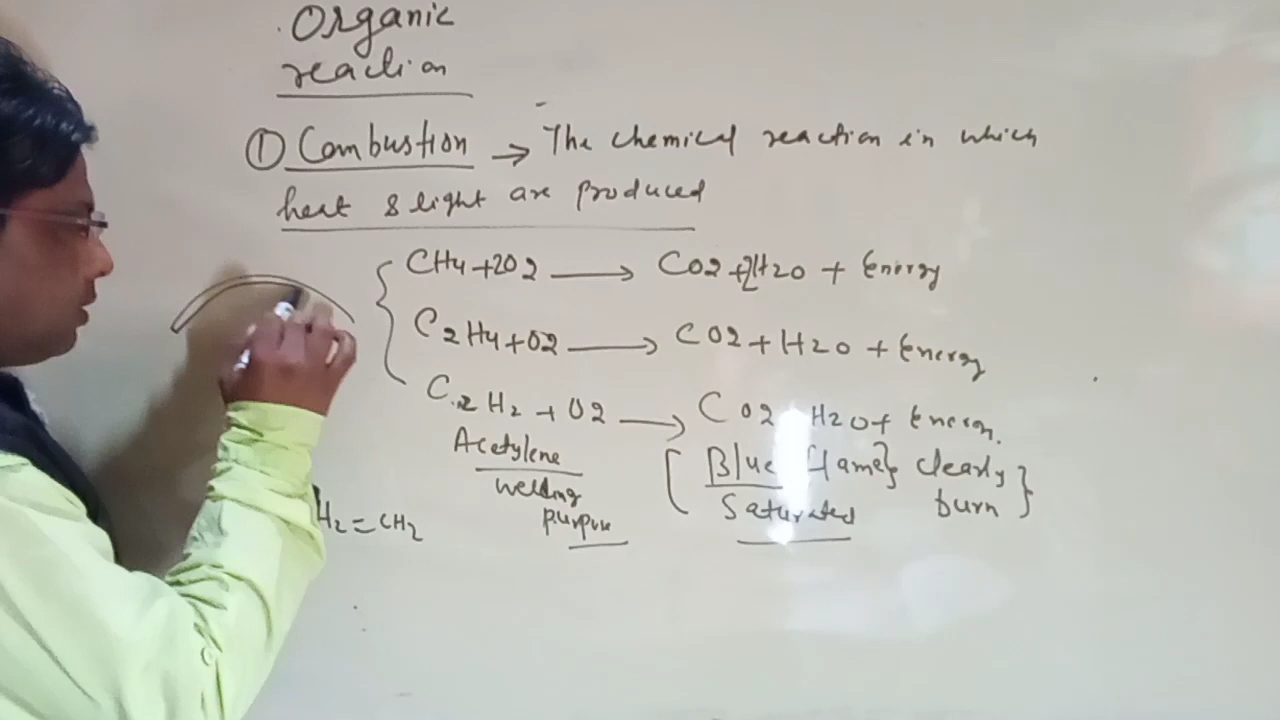 Organic
reaction
① Combustion → The chemical reaction in which
heat & light are produced
CH4 + 2O2 → CO2 + 2H2O + Energy
C2H4 + O2 → CO2 + H2O + Energy
C2H2 + O2 → CO2 H2O + Energy
Acetylene
welding
purpose
[ Blue flame} clearly
Saturated burn }
H2 = CH2